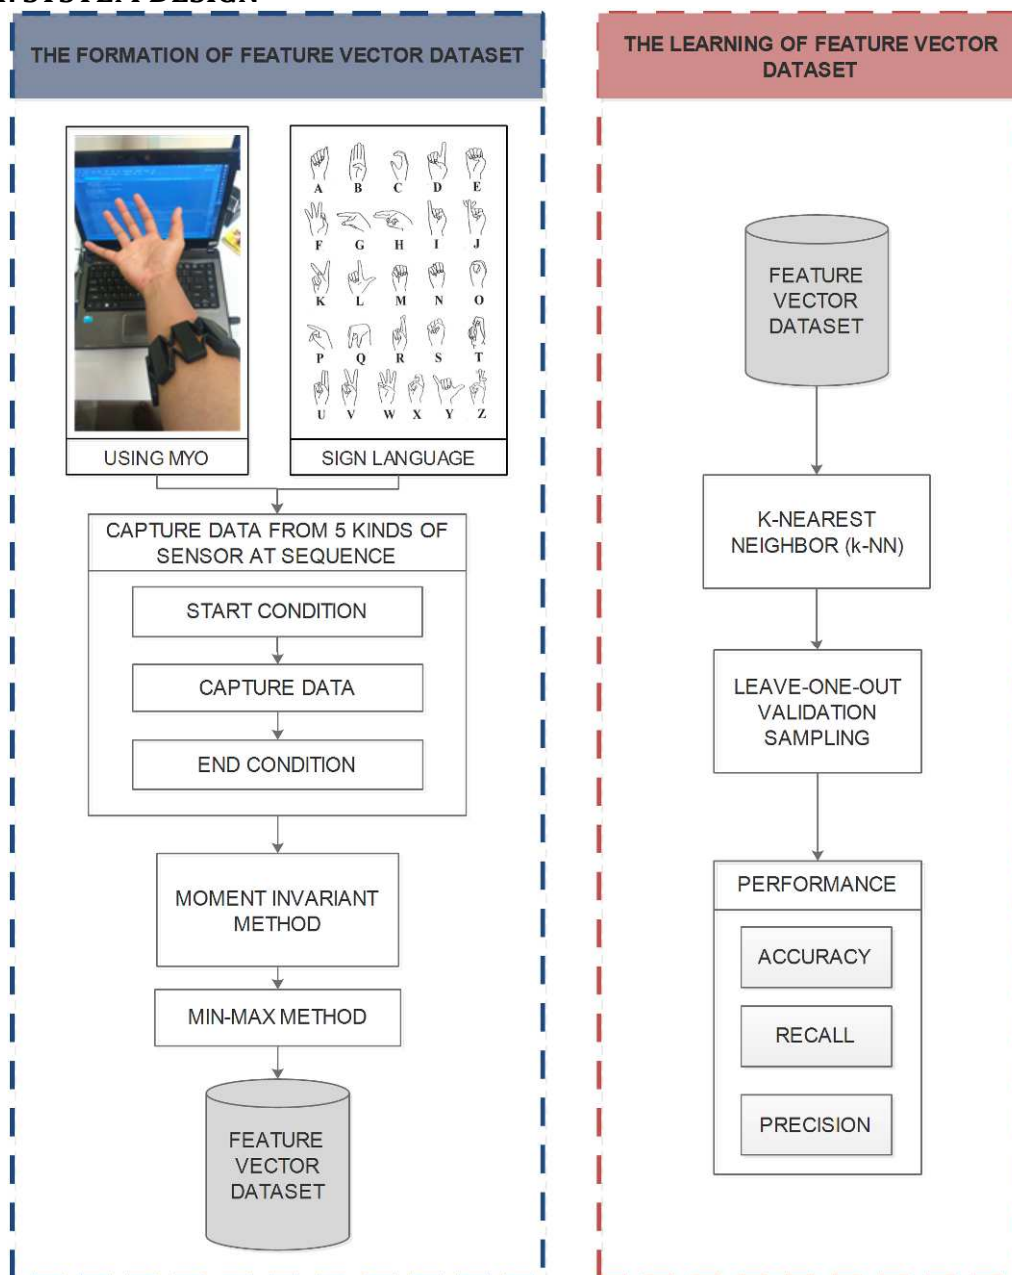 THE FORMATION OF FEATURE VECTOR DATASET
A
B
C
D
E
F
G
H
I
J
K
L
M
N
O
P
Q
R
S
T
U
V
W
X
Y
Z
USING MYO
SIGN LANGUAGE
CAPTURE DATA FROM 5 KINDS OF
SENSOR AT SEQUENCE
START CONDITION
CAPTURE DATA
END CONDITION
MOMENT INVARIANT
METHOD
MIN-MAX METHOD
FEATURE
VECTOR
DATASET
THE LEARNING OF FEATURE VECTOR
DATASET
FEATURE
VECTOR
DATASET
K-NEAREST
NEIGHBOR (k-NN)
LEAVE-ONE-OUT
VALIDATION
SAMPLING
PERFORMANCE
ACCURACY
RECALL
PRECISION